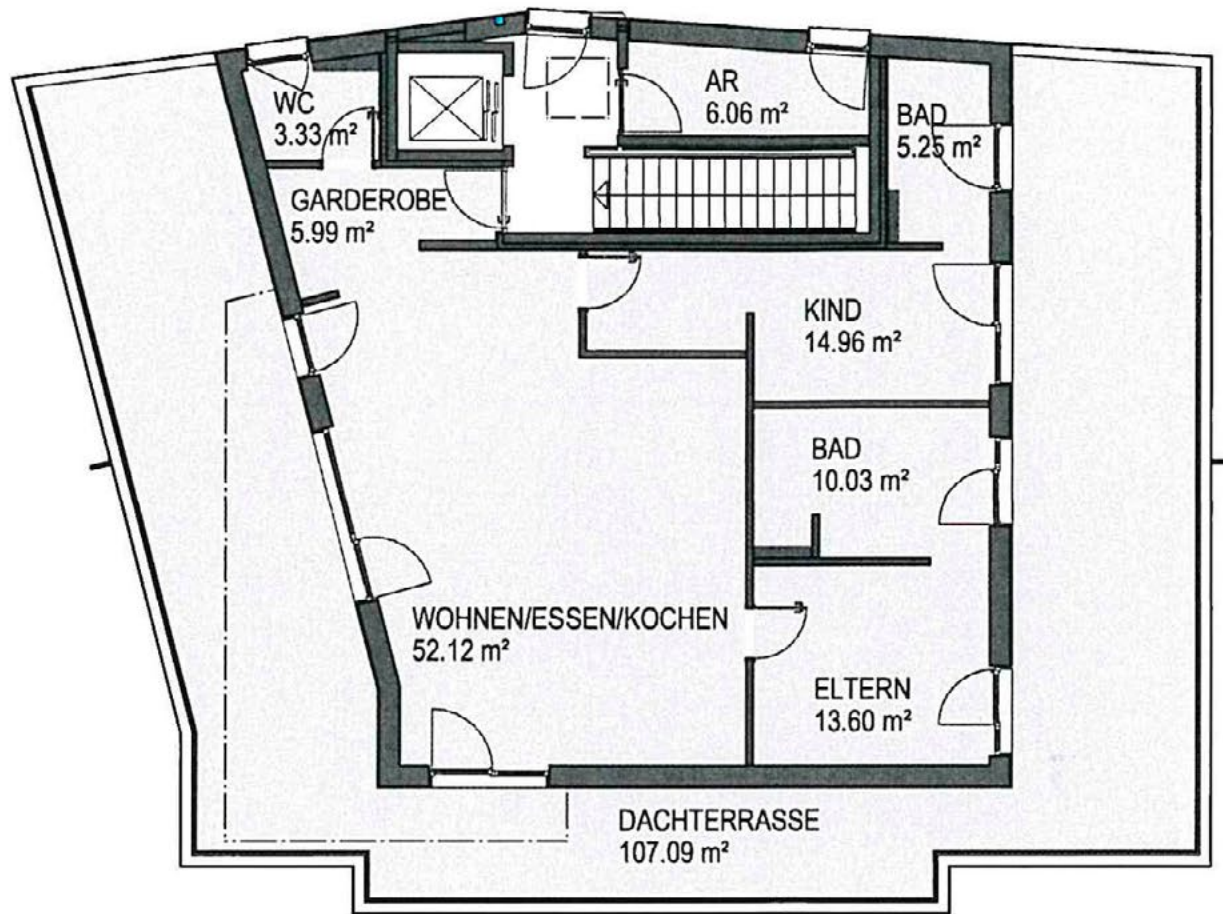 WC
3.33 m²
AR
6.06 m²
BAD
5.25 m²
GARDEROBE
5.99 m²
KIND
14.96 m²
BAD
10.03 m²
WOHNEN/ESSEN/KOCHEN
52.12 m²
ELTERN
13.60 m²
DACHTERRASSE
107.09 m²